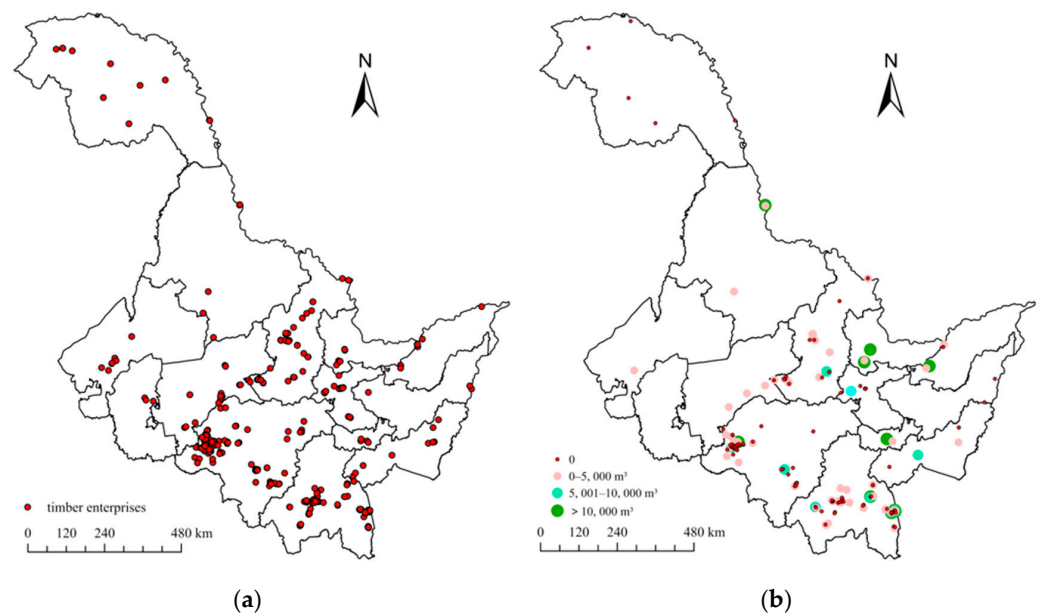 N
N
timber enterprises
0 120 240 480 km
0
0–5, 000 m³
5, 001–10, 000 m³
> 10, 000 m³
0 120 240 480 km
(a)
(b)